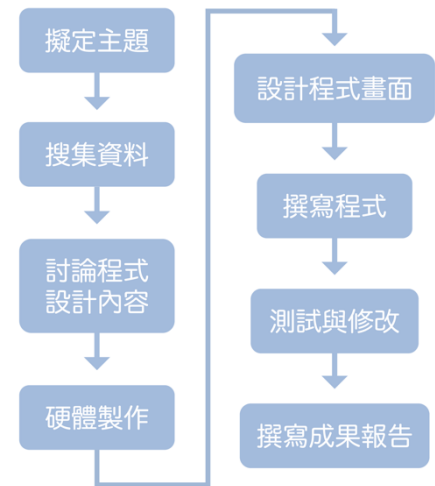 擬定主題
搜集資料
討論程式
設計內容
硬體製作
設計程式畫面
撰寫程式
測試與修改
撰寫成果報告